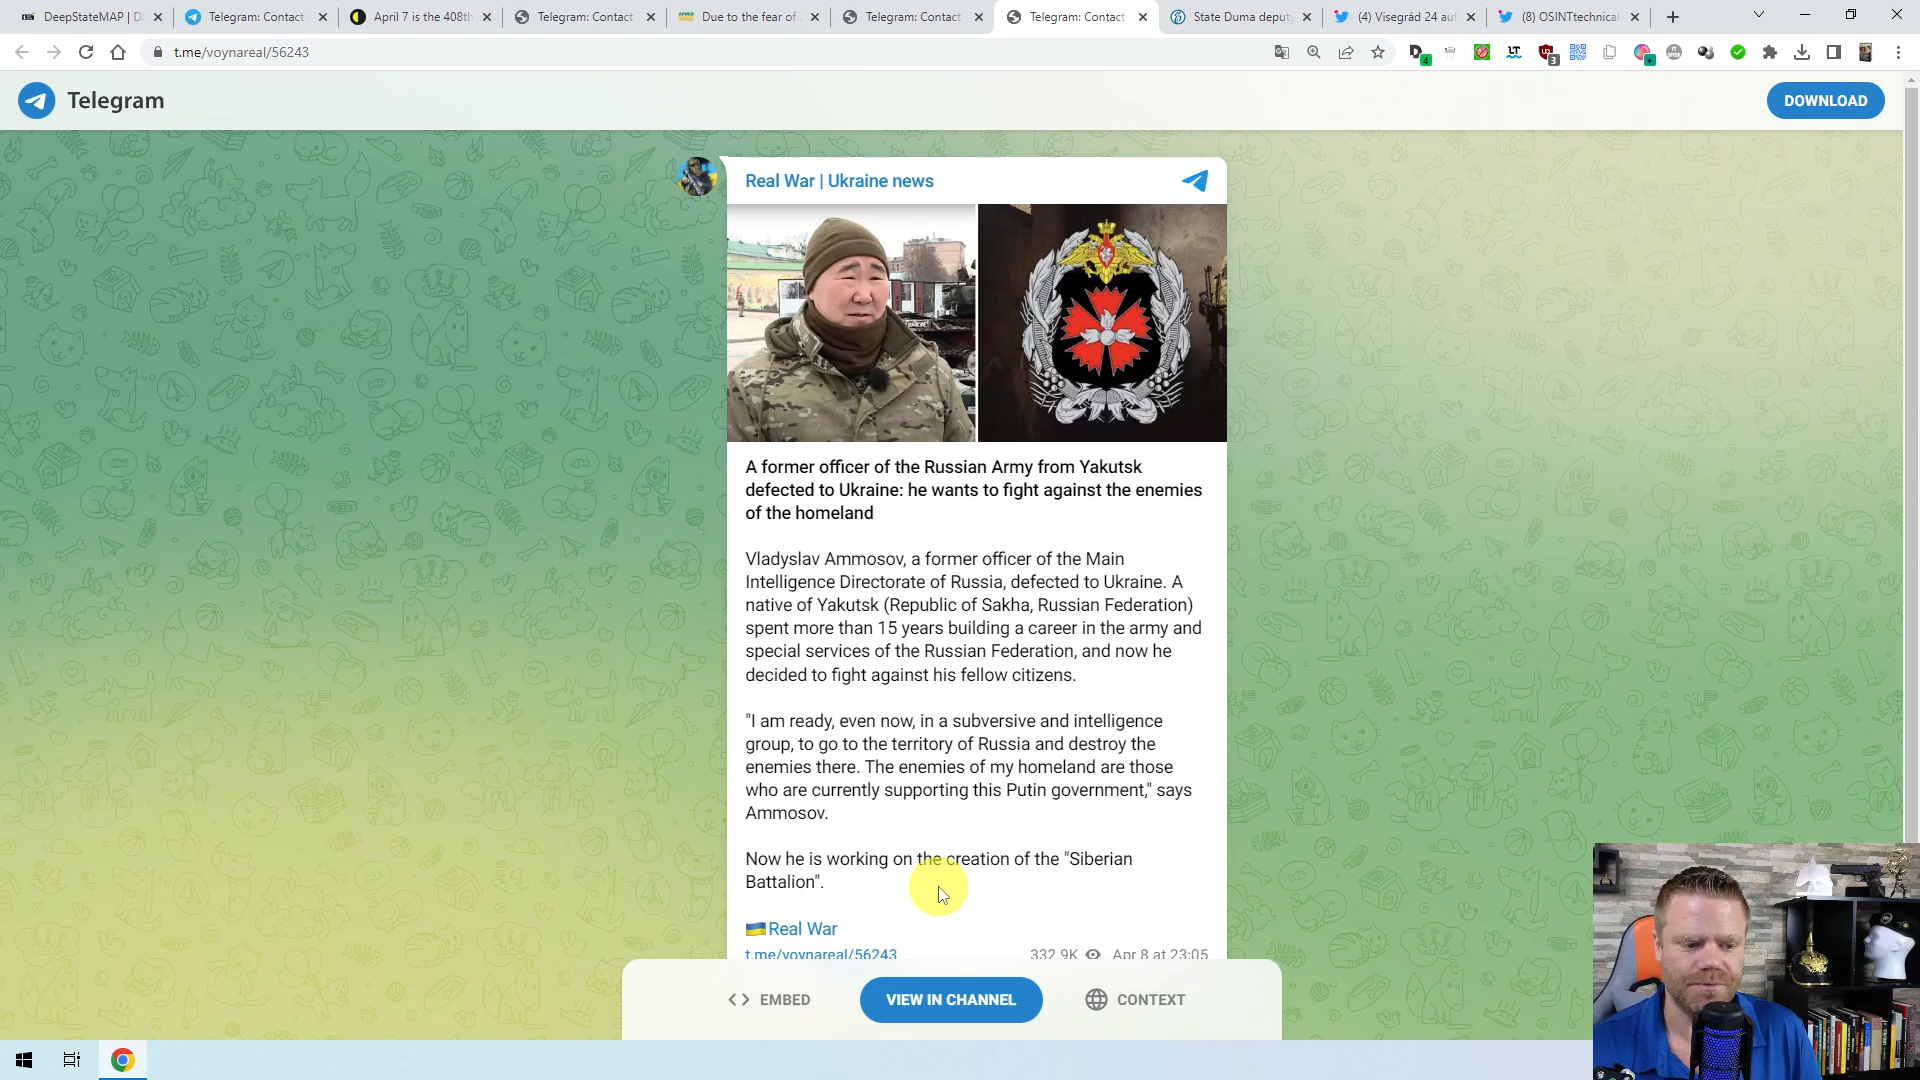 DeepStateMAP | D
Telegram: Contact
April 7 is the 408th
Telegram: Contact
Due to the fear of
Telegram: Contact
Telegram: Contact
State Duma deputy
(4) Visegrád 24 au
(8) OSINTtechnical
t.me/voynareal/56243
Telegram
DOWNLOAD
Real War | Ukraine news
A former officer of the Russian Army from Yakutsk
defected to Ukraine: he wants to fight against the enemies
of the homeland
Vladyslav Ammosov, a former officer of the Main
Intelligence Directorate of Russia, defected to Ukraine. A
native of Yakutsk (Republic of Sakha, Russian Federation)
spent more than 15 years building a career in the army and
special services of the Russian Federation, and now he
decided to fight against his fellow citizens.
"I am ready, even now, in a subversive and intelligence
group, to go to the territory of Russia and destroy the
enemies there. The enemies of my homeland are those
who are currently supporting this Putin government," says
Ammosov.
Now he is working on the creation of the "Siberian
Battalion".
Real War
t.me/voynareal/56243 332.9K Apr 8 at 23:05
EMBED
VIEW IN CHANNEL
CONTEXT